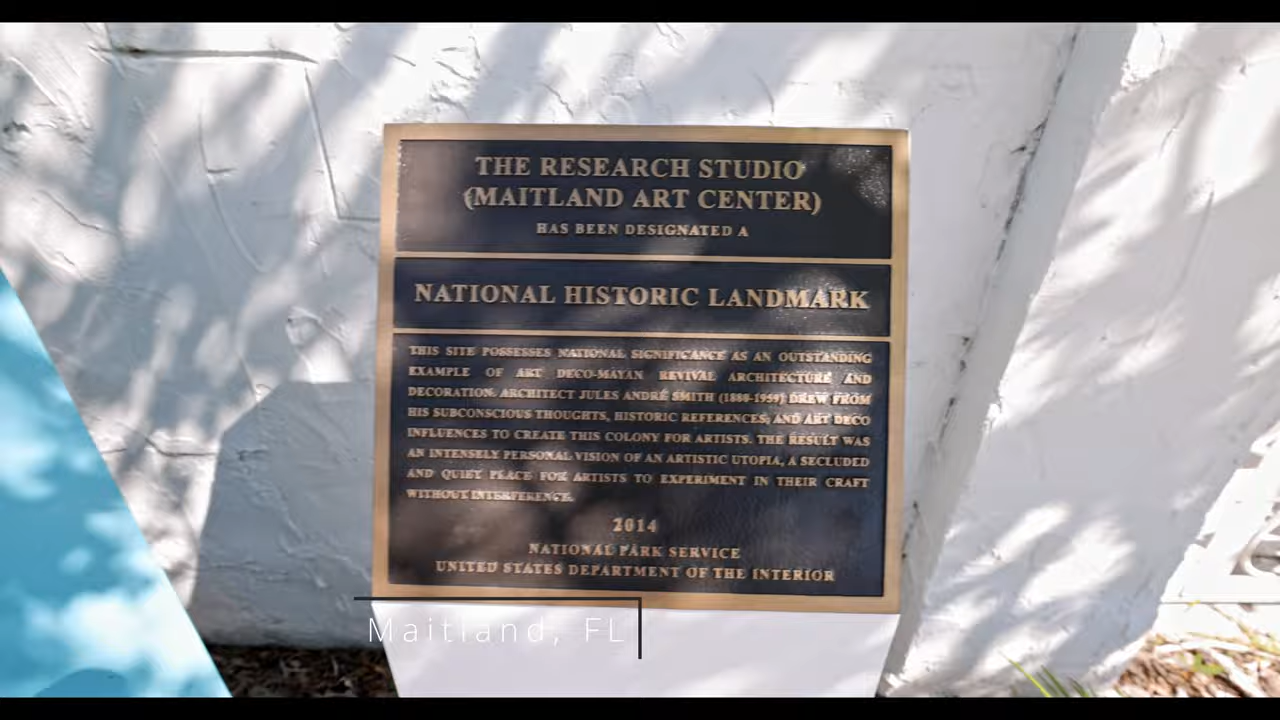 THE RESEARCH STUDIO
(MAITLAND ART CENTER)
HAS BEEN DESIGNATED A
NATIONAL HISTORIC LANDMARK
THIS SITE POSSESSES NATIONAL SIGNIFICANCE AS AN OUTSTANDING
EXAMPLE OF ART DECO-MAYAN REVIVAL ARCHITECTURE AND
DECORATION. ARCHITECT JULES ANDRÉ SMITH (1880-1959) DREW FROM
HIS SUBCONSCIOUS THOUGHTS, HISTORIC REFERENCES, AND ART DECO
INFLUENCES TO CREATE THIS COLONY FOR ARTISTS. THE RESULT WAS
AN INTENSELY PERSONAL VISION OF AN ARTISTIC UTOPIA, A SECLUDED
AND QUIET PLACE FOR ARTISTS TO EXPERIMENT IN THEIR CRAFT
WITHOUT INTERFERENCE.
2014
NATIONAL PARK SERVICE
UNITED STATES DEPARTMENT OF THE INTERIOR
Maitland, FL